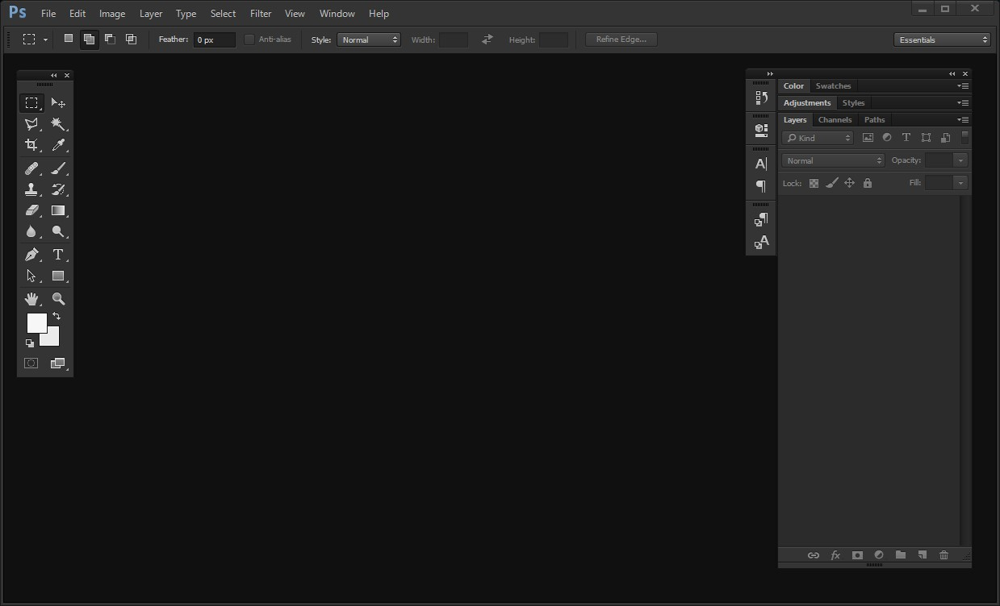 Ps File Edit Image Layer Type Select Filter View Window Help
Feather: 0 px Anti-alias Style: Normal Width: Height: Refine Edge... Essentials
Color Swatches
Adjustments Styles
Layers Channels Paths
Kind T
Normal Opacity:
A
Lock: Fill:
¶
¶
A
fx
T